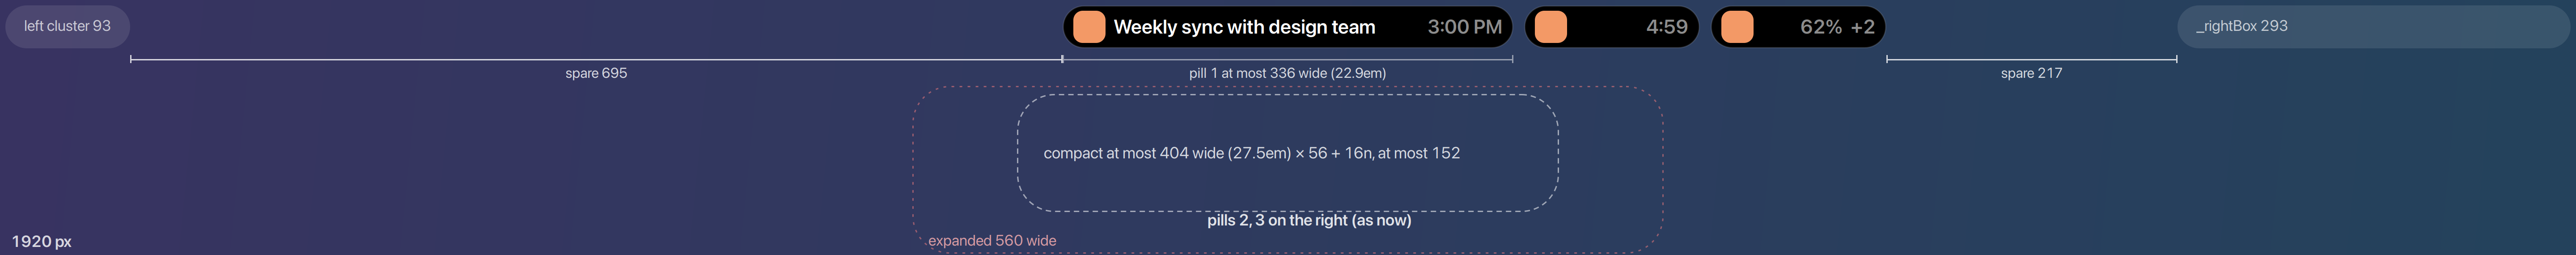 left cluster 93
Weekly sync with design team 3:00 PM
4:59
62% +2
_rightBox 293
spare 695
pill 1 at most 336 wide (22.9em)
spare 217
compact at most 404 wide (27.5em) × 56 + 16n, at most 152
pills 2, 3 on the right (as now)
expanded 560 wide
1920 px